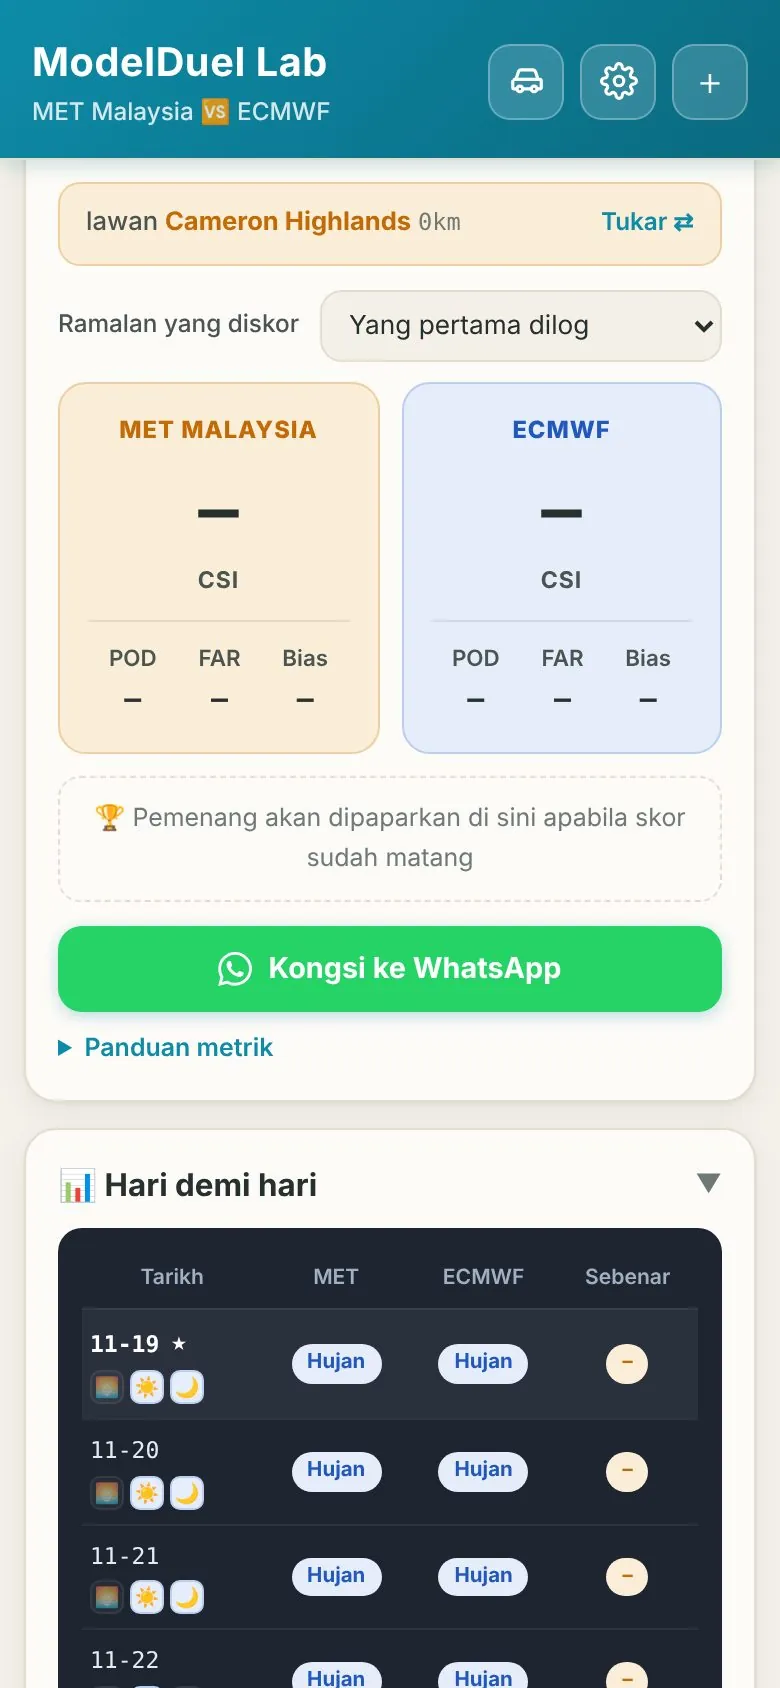 ModelDuel Lab
MET Malaysia 🆚 ECMWF
lawan Cameron Highlands 0km
Tukar ⇄
Ramalan yang diskor
Yang pertama dilog
MET MALAYSIA
—
CSI
POD FAR Bias
– – –
ECMWF
—
CSI
POD FAR Bias
– – –
🏆 Pemenang akan dipaparkan di sini apabila skor
sudah matang
Kongsi ke WhatsApp
▶ Panduan metrik
📊 Hari demi hari ▼
Tarikh MET ECMWF Sebenar
11-19 ★ Hujan Hujan –
11-20 Hujan Hujan –
11-21 Hujan Hujan –
11-22 Hujan Hujan –